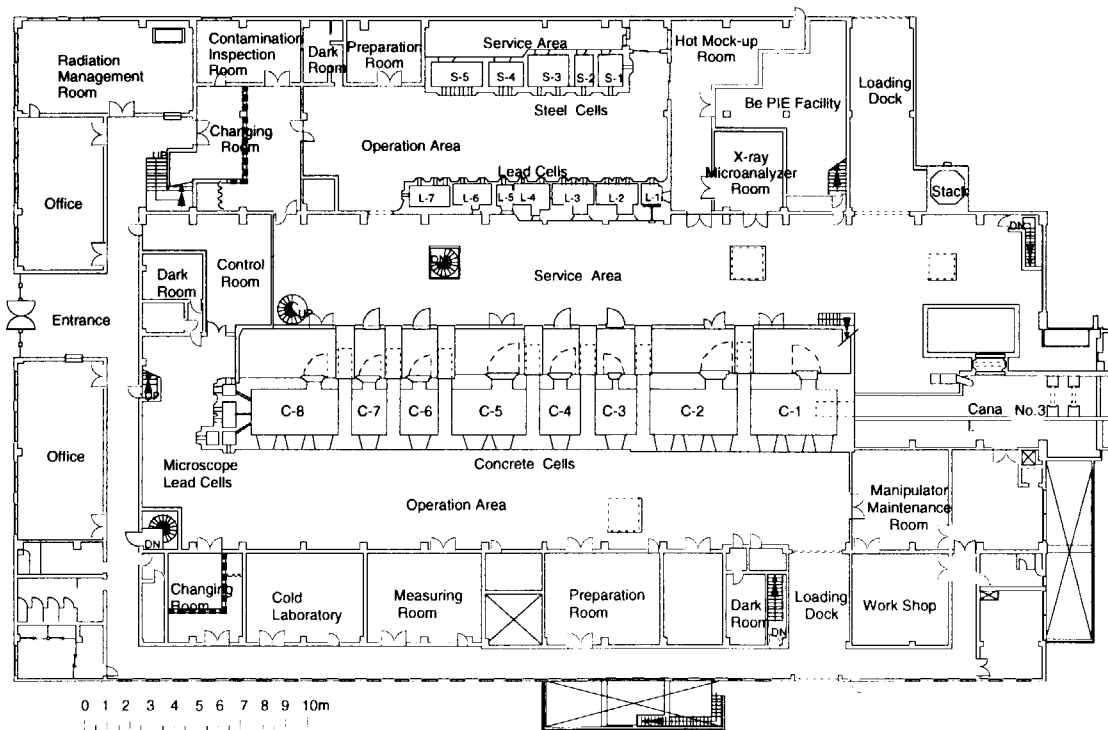 Radiation
Management
Room
Contamination
Inspection
Room
Dark
Room
Preparation
Room
Service Area
S-5
S-4
S-3
S-2
S-1
Steel Cells
Hot Mock-up
Room
Be PIE Facility
Loading
Dock
Changing
Room
UP
Operation Area
Lead Cells
L-7
L-6
L-5
L-4
L-3
L-2
L-1
X-ray
Microanalyzer
Room
Stack
Office
Entrance
Dark
Room
Control
Room
DN
UP
Service Area
DN
UP
C-8
C-7
C-6
C-5
C-4
C-3
C-2
C-1
Cana No.3
l.
Office
Microscope
Lead Cells
Concrete Cells
Operation Area
DN
Manipulator
Maintenance
Room
Changing
Room
Cold
Laboratory
Measuring
Room
Preparation
Room
Dark
Room
DN
Loading
Dock
Work Shop
0 1 2 3 4 5 6 7 8 9 10m